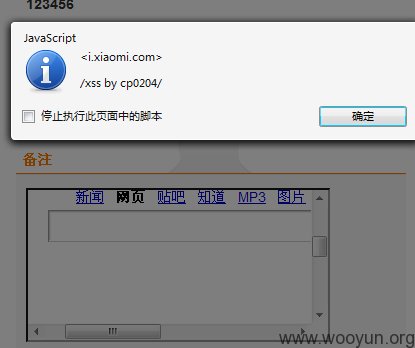 123456
JavaScript
<i.xiaomi.com>
/xss by cp0204/
停止执行此页面中的脚本
确定
备注
新闻 网页 贴吧 知道 MP3 图片
www.wooyun.org